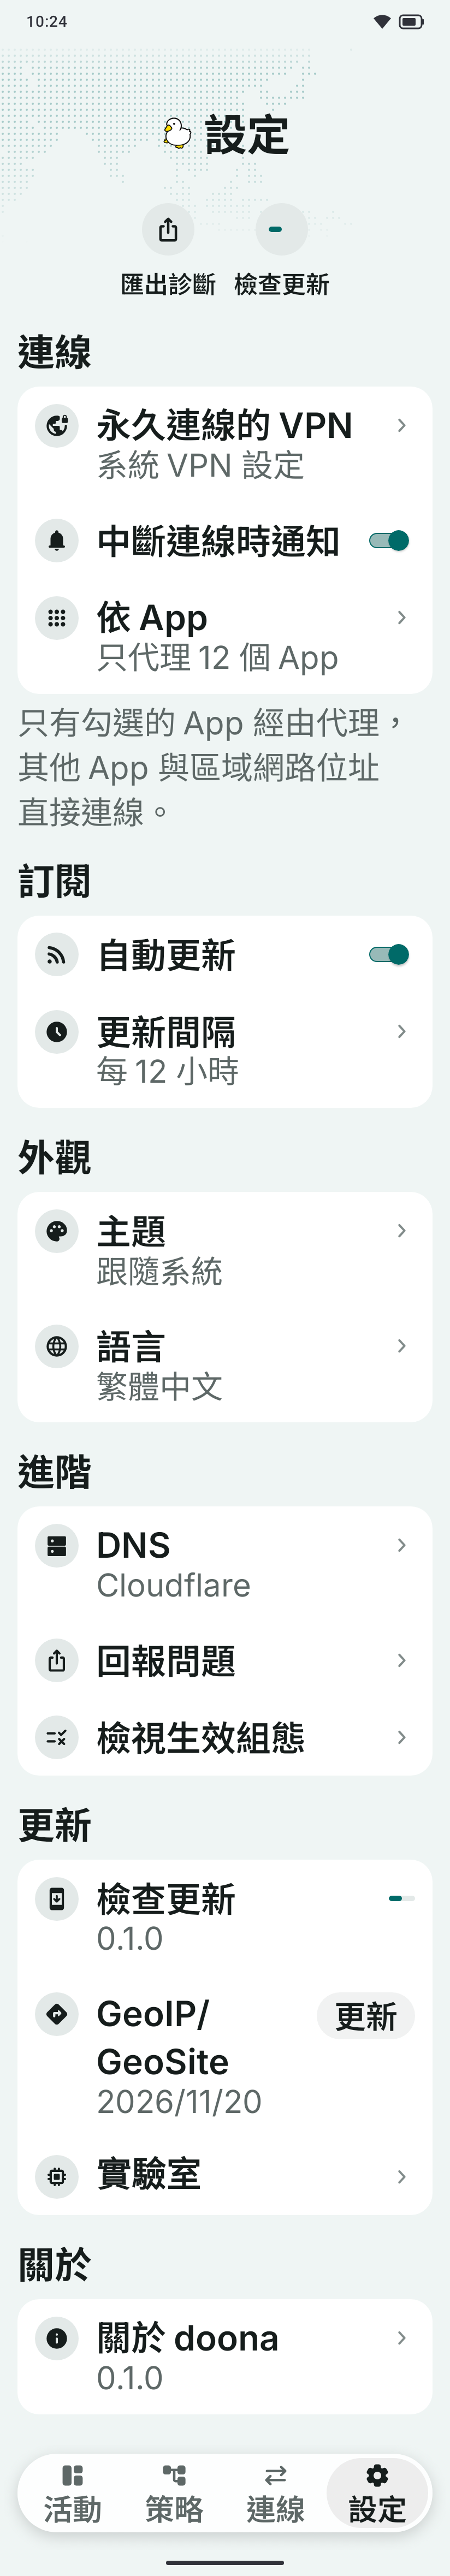 10:24
設定
匯出診斷
檢查更新
連線
永久連線的 VPN
系統 VPN 設定
中斷連線時通知
依 App
只代理 12 個 App
只有勾選的 App 經由代理，
其他 App 與區域網路位址
直接連線。
訂閱
自動更新
更新間隔
每 12 小時
外觀
主題
跟隨系統
語言
繁體中文
進階
DNS
Cloudflare
回報問題
檢視生效組態
更新
檢查更新
0.1.0
GeoIP/
GeoSite
2026/11/20
更新
實驗室
關於
關於 doona
0.1.0
活動
策略
連線
設定